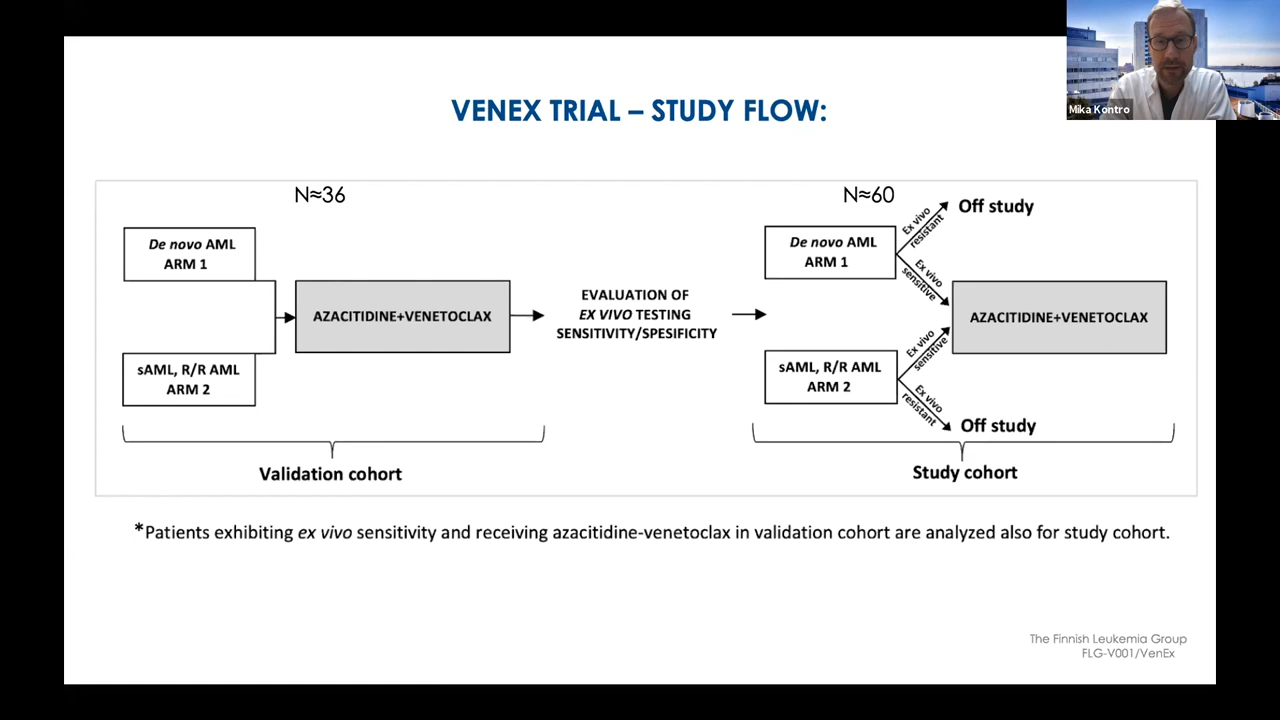 Mika Kontro
VENEX TRIAL – STUDY FLOW:
N≈36
De novo AML
ARM 1
sAML, R/R AML
ARM 2
AZACITIDINE+VENETOCLAX
Validation cohort
EVALUATION OF
EX VIVO TESTING
SENSITIVITY/SPESIFICITY
N≈60
De novo AML
ARM 1
Ex vivo
resistant
Off study
Ex vivo
sensitive
AZACITIDINE+VENETOCLAX
sAML, R/R AML
ARM 2
Ex vivo
sensitive
Ex vivo
resistant
Off study
Study cohort
*Patients exhibiting ex vivo sensitivity and receiving azacitidine-venetoclax in validation cohort are analyzed also for study cohort.
The Finnish Leukemia Group
FLG-V001/VenEx